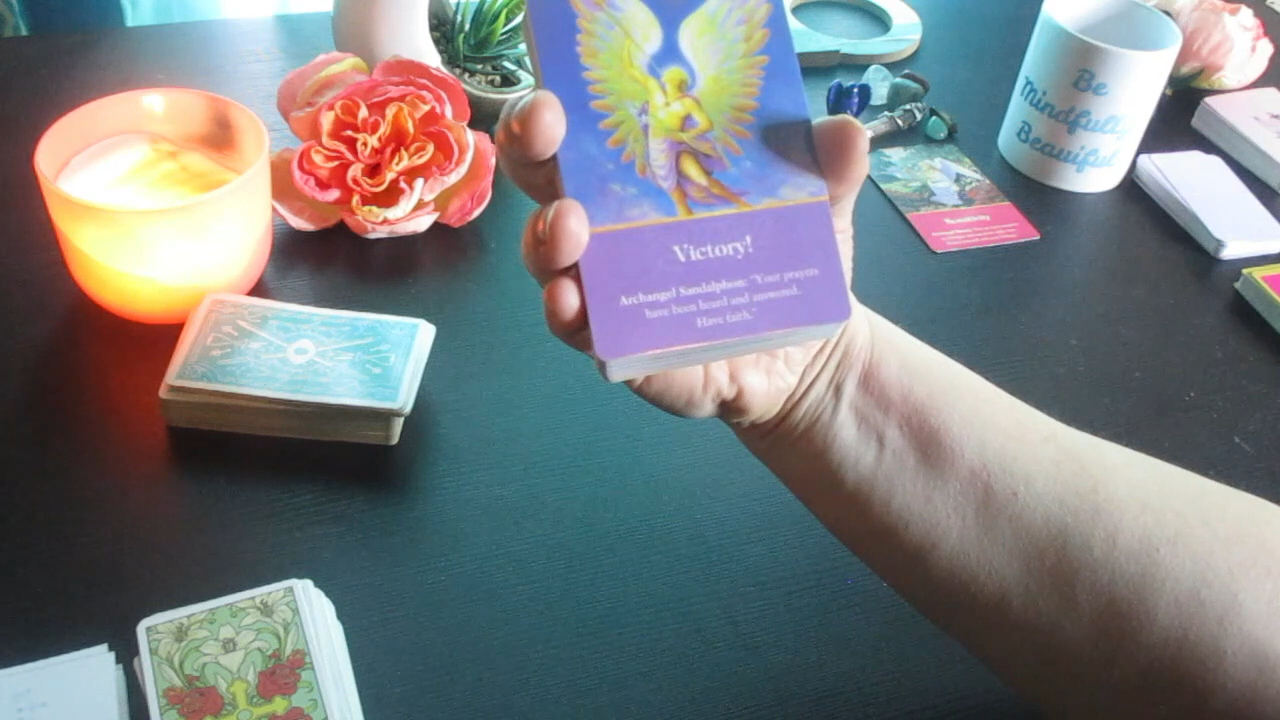 Be
Mindfully
Beautiful
Victory!
Archangel Sandalphon: "Your prayers
have been heard and answered.
Have faith."
Sensitivity